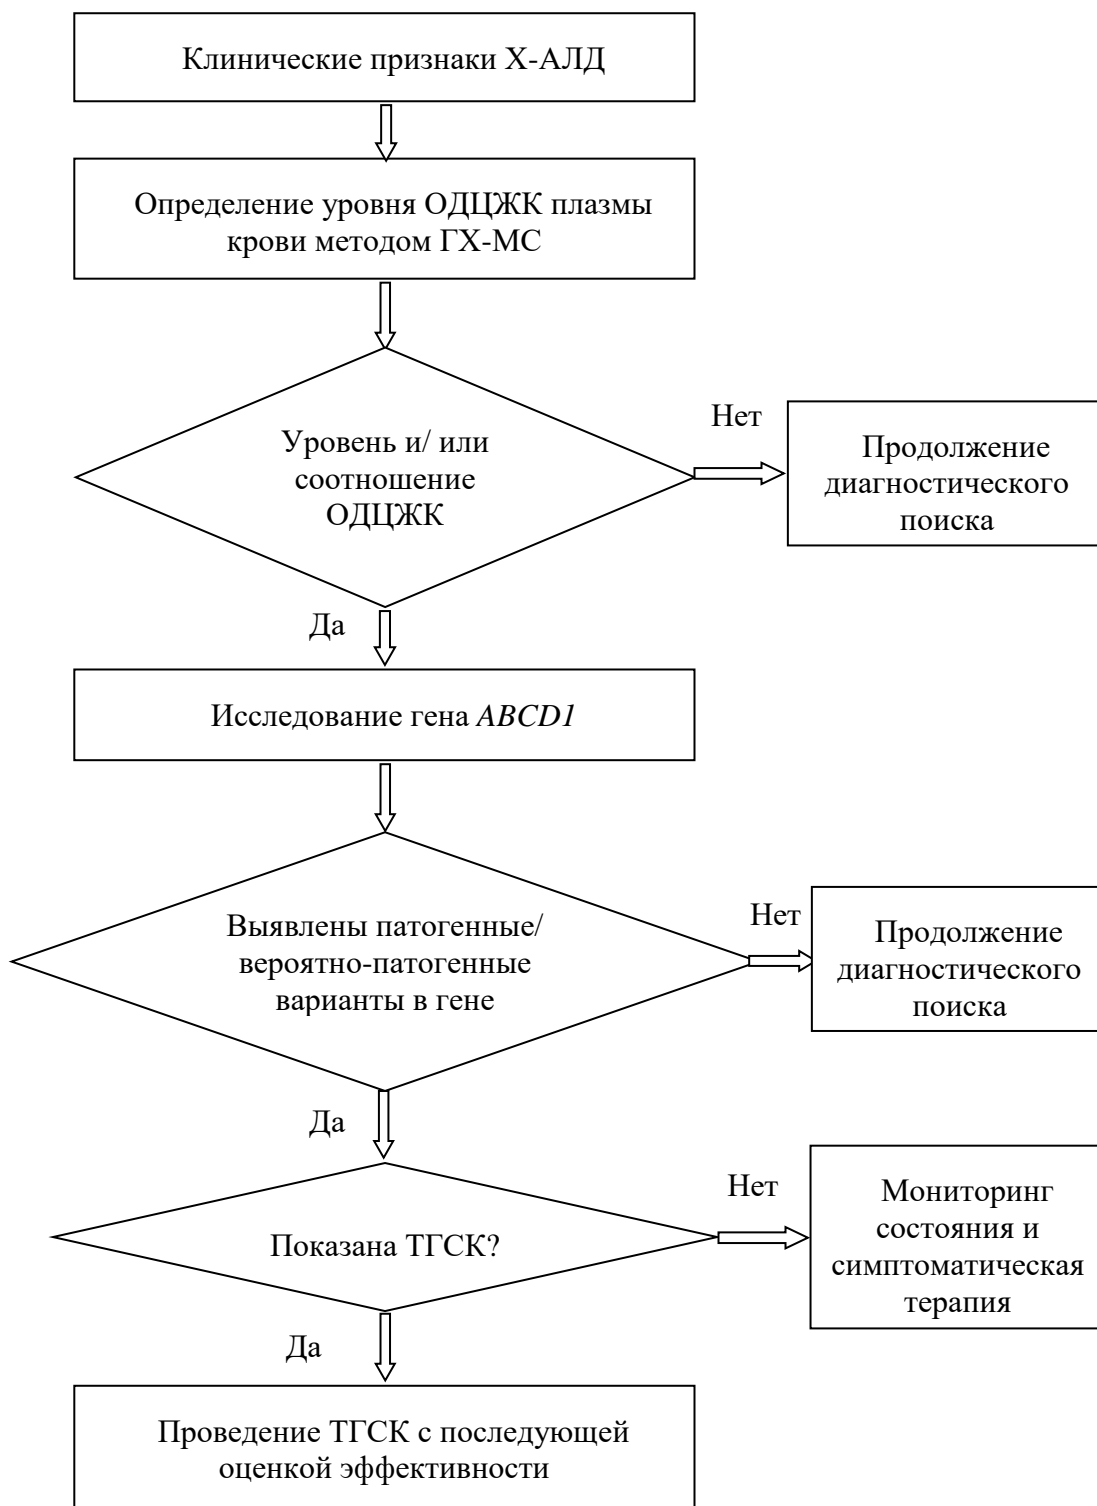 Клинические признаки Х-АЛД
Определение уровня ОДЦЖК плазмы
крови методом ГХ-МС
Уровень и/ или
соотношение
ОДЦЖК
Нет
Продолжение
диагностического
поиска
Да
Исследование гена ABCD1
Выявлены патогенные/
вероятно-патогенные
варианты в гене
Нет
Продолжение
диагностического
поиска
Да
Показана ТГСК?
Нет
Мониторинг
состояния и
симптоматическая
терапия
Да
Проведение ТГСК с последующей
оценкой эффективности